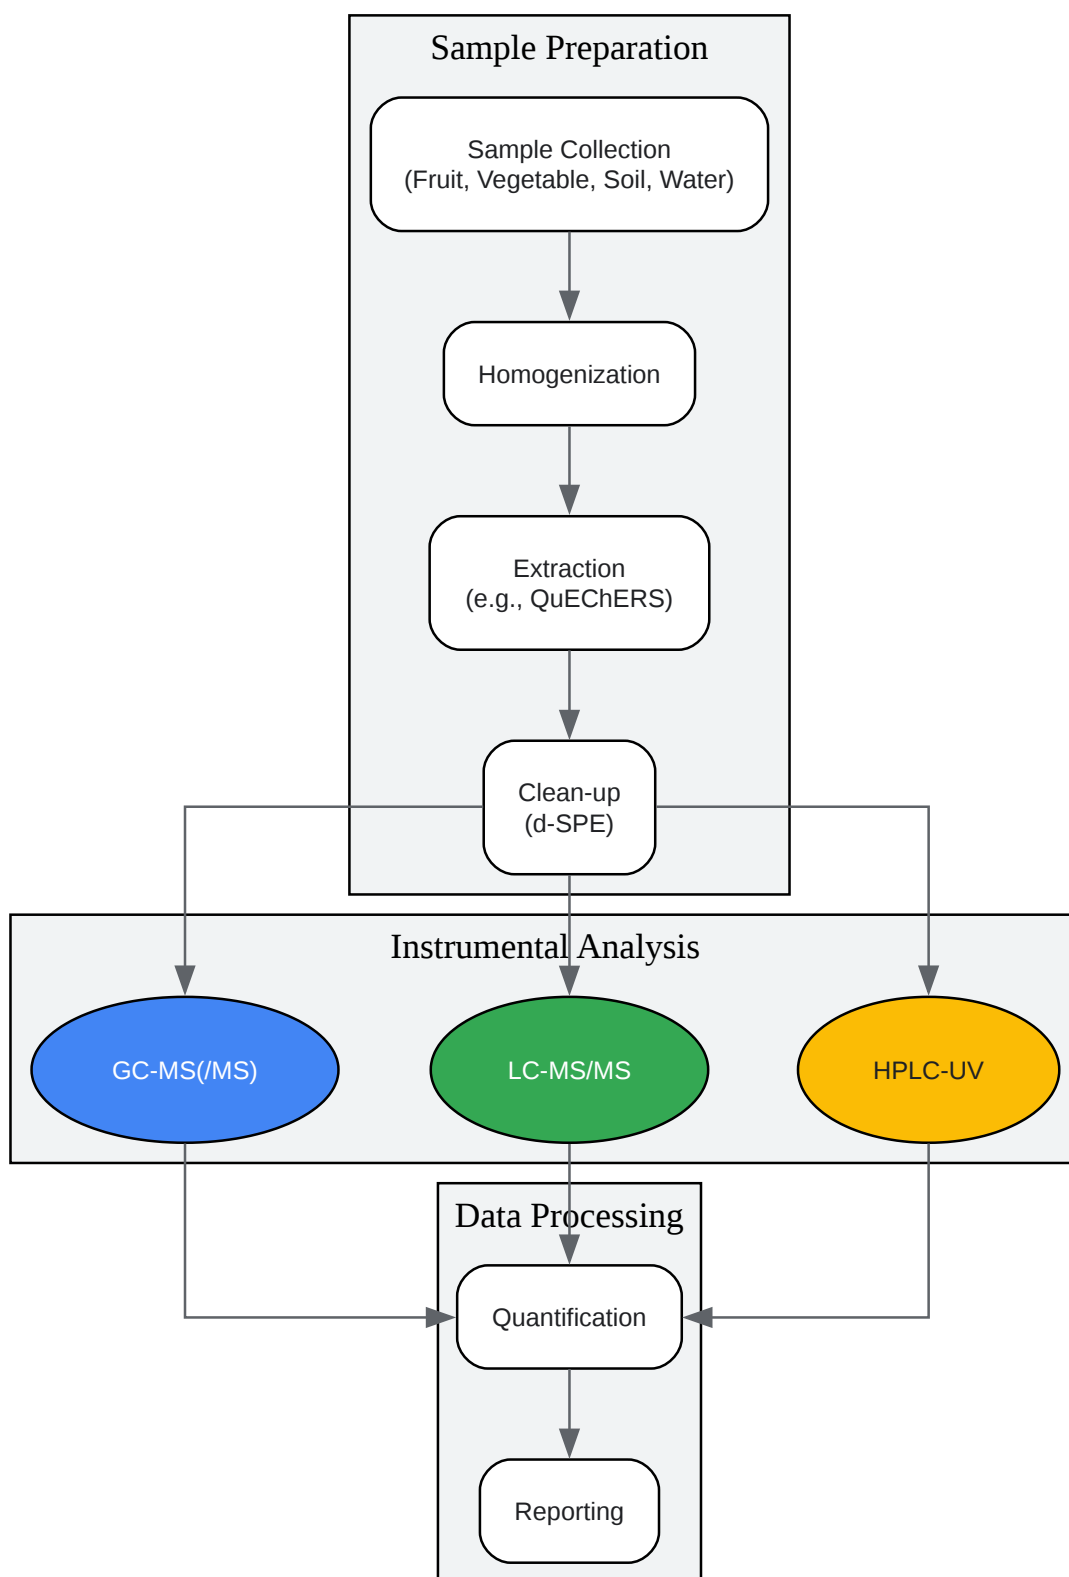 Sample Preparation
Sample Collection
(Fruit, Vegetable, Soil, Water)
Homogenization
Extraction
(e.g., QuEChERS)
Clean-up
(d-SPE)
Instrumental Analysis
GC-MS(/MS)
LC-MS/MS
HPLC-UV
Data Processing
Quantification
Reporting